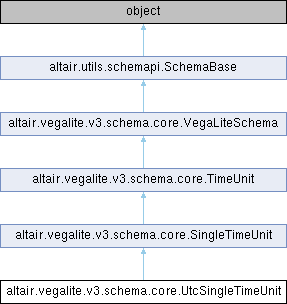 object
altair.utils.schemapi.SchemaBase
altair.vegalite.v3.schema.core.VegaLiteSchema
altair.vegalite.v3.schema.core.TimeUnit
altair.vegalite.v3.schema.core.SingleTimeUnit
altair.vegalite.v3.schema.core.UtcSingleTimeUnit